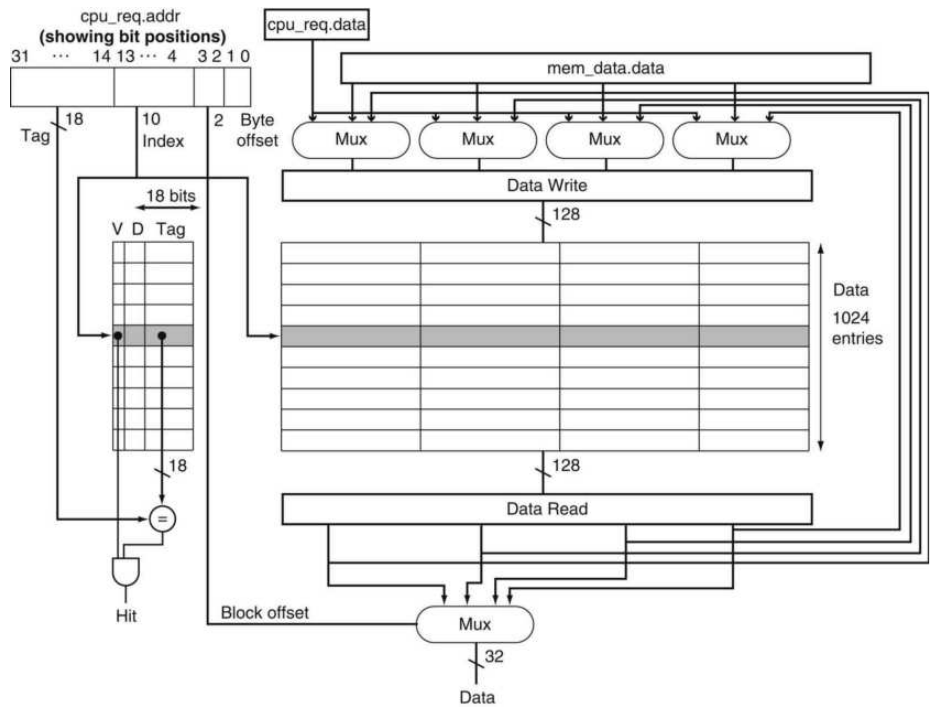 cpu_req.addr
(showing bit positions)
31 ··· 14 13 ··· 4 3 2 1 0
Tag
18
10
Index
2
Byte
offset
cpu_req.data
mem_data.data
Mux
Mux
Mux
Mux
Data Write
128
18 bits
V D Tag
Data
1024
entries
18
=
Hit
128
Data Read
Block offset
Mux
32
Data